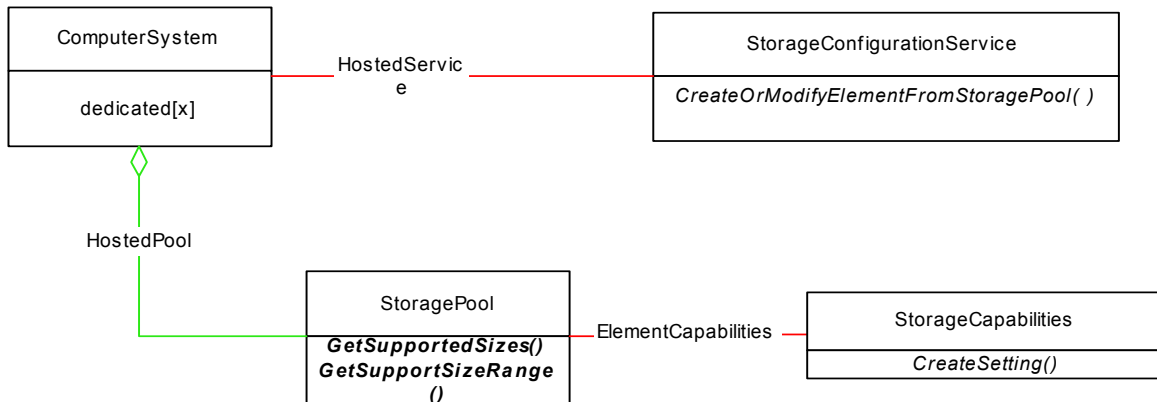 ComputerSystem
dedicated[x]
HostedServic
e
StorageConfigurationService
CreateOrModifyElementFromStoragePool( )
HostedPool
StoragePool
GetSupportedSizes()
GetSupportSizeRange
()
ElementCapabilities
StorageCapabilities
CreateSetting()